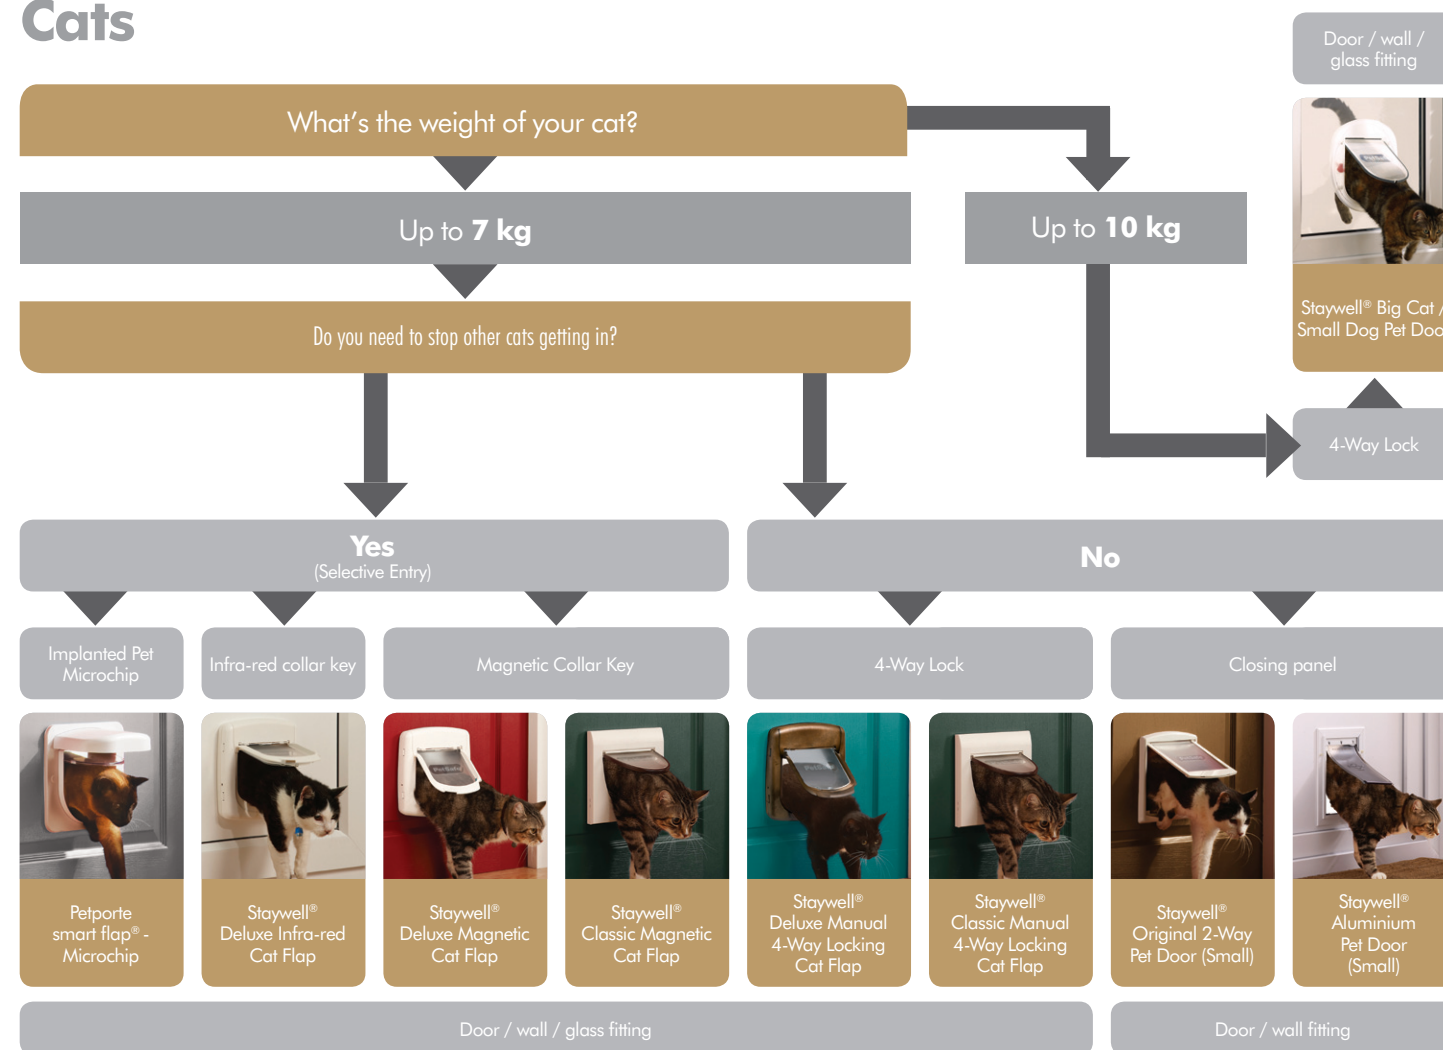 Cats
What's the weight of your cat?
Up to 7 kg
Up to 10 kg
Do you need to stop other cats getting in?
Door / wall /
glass fitting
Staywell® Big Cat /
Small Dog Pet Doo
4-Way Lock
Yes
(Selective Entry)
No
Implanted Pet
Microchip
Infra-red collar key
Magnetic Collar Key
4-Way Lock
Closing panel
Petporte
smart flap® -
Microchip
Staywell®
Deluxe Infra-red
Cat Flap
Staywell®
Deluxe Magnetic
Cat Flap
Staywell®
Classic Magnetic
Cat Flap
Staywell®
Deluxe Manual
4-Way Locking
Cat Flap
Staywell®
Classic Manual
4-Way Locking
Cat Flap
Staywell®
Original 2-Way
Pet Door (Small)
Staywell®
Aluminium
Pet Door
(Small)
Door / wall / glass fitting
Door / wall fitting